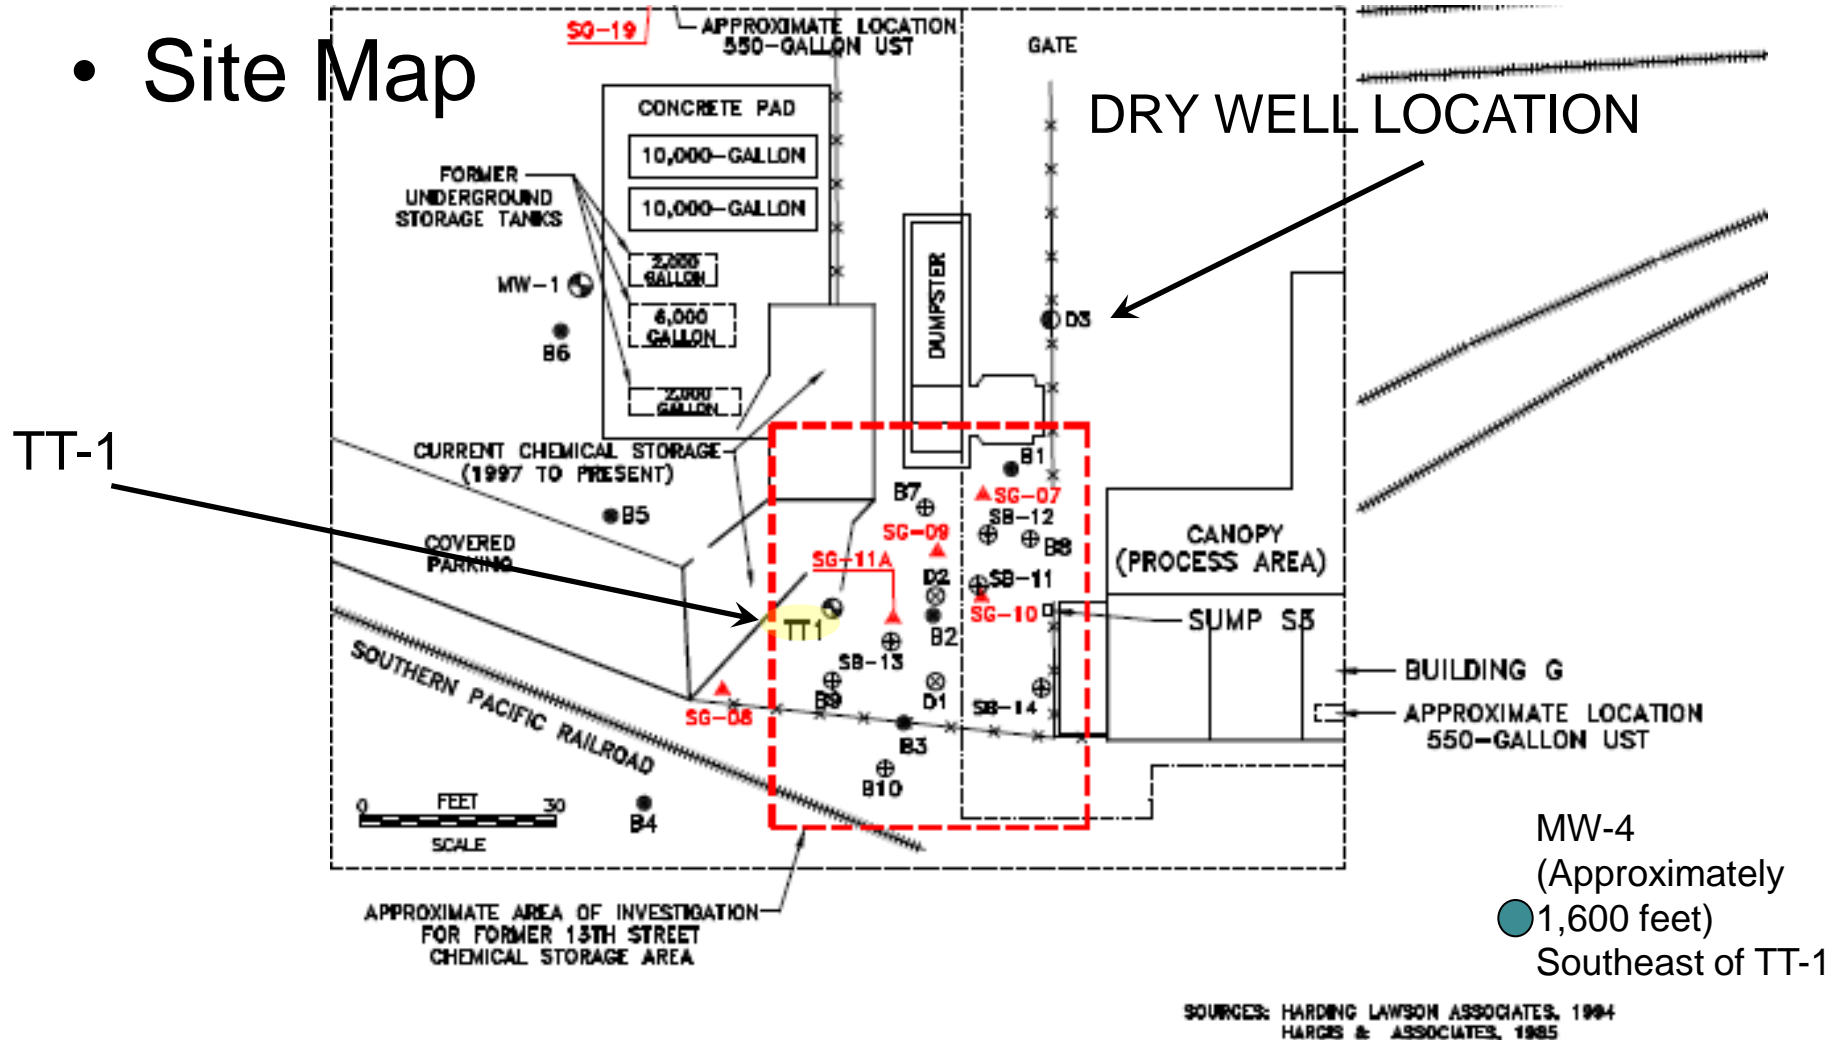 • Site Map
SG-19
APPROXIMATE LOCATION
550-GALLON UST
GATE
DRY WELL LOCATION
CONCRETE PAD
10,000-GALLON
10,000-GALLON
FORMER
UNDERGROUND
STORAGE TANKS
2,000
GALLON
MW-1
6,000
GALLON
B6
2,000
GALLON
DUMPSTER
D3
TT-1
CURRENT CHEMICAL STORAGE
(1997 TO PRESENT)
B5
COVERED
PARKING
B1
B7
SG-07
SB-12
SG-09
B8
SG-11A
D2
SB-11
SG-10
CANOPY
(PROCESS AREA)
TT1
B2
SUMP S3
SB-13
B9
D1
SB-14
SG-08
B3
B10
SOUTHERN PACIFIC RAILROAD
BUILDING G
APPROXIMATE LOCATION
550-GALLON UST
0 FEET 30
SCALE
B4
APPROXIMATE AREA OF INVESTIGATION
FOR FORMER 13TH STREET
CHEMICAL STORAGE AREA
MW-4
(Approximately
1,600 feet)
Southeast of TT-1
SOURCES: HARDING LAWSON ASSOCIATES, 1994
HARGIS & ASSOCIATES, 1985